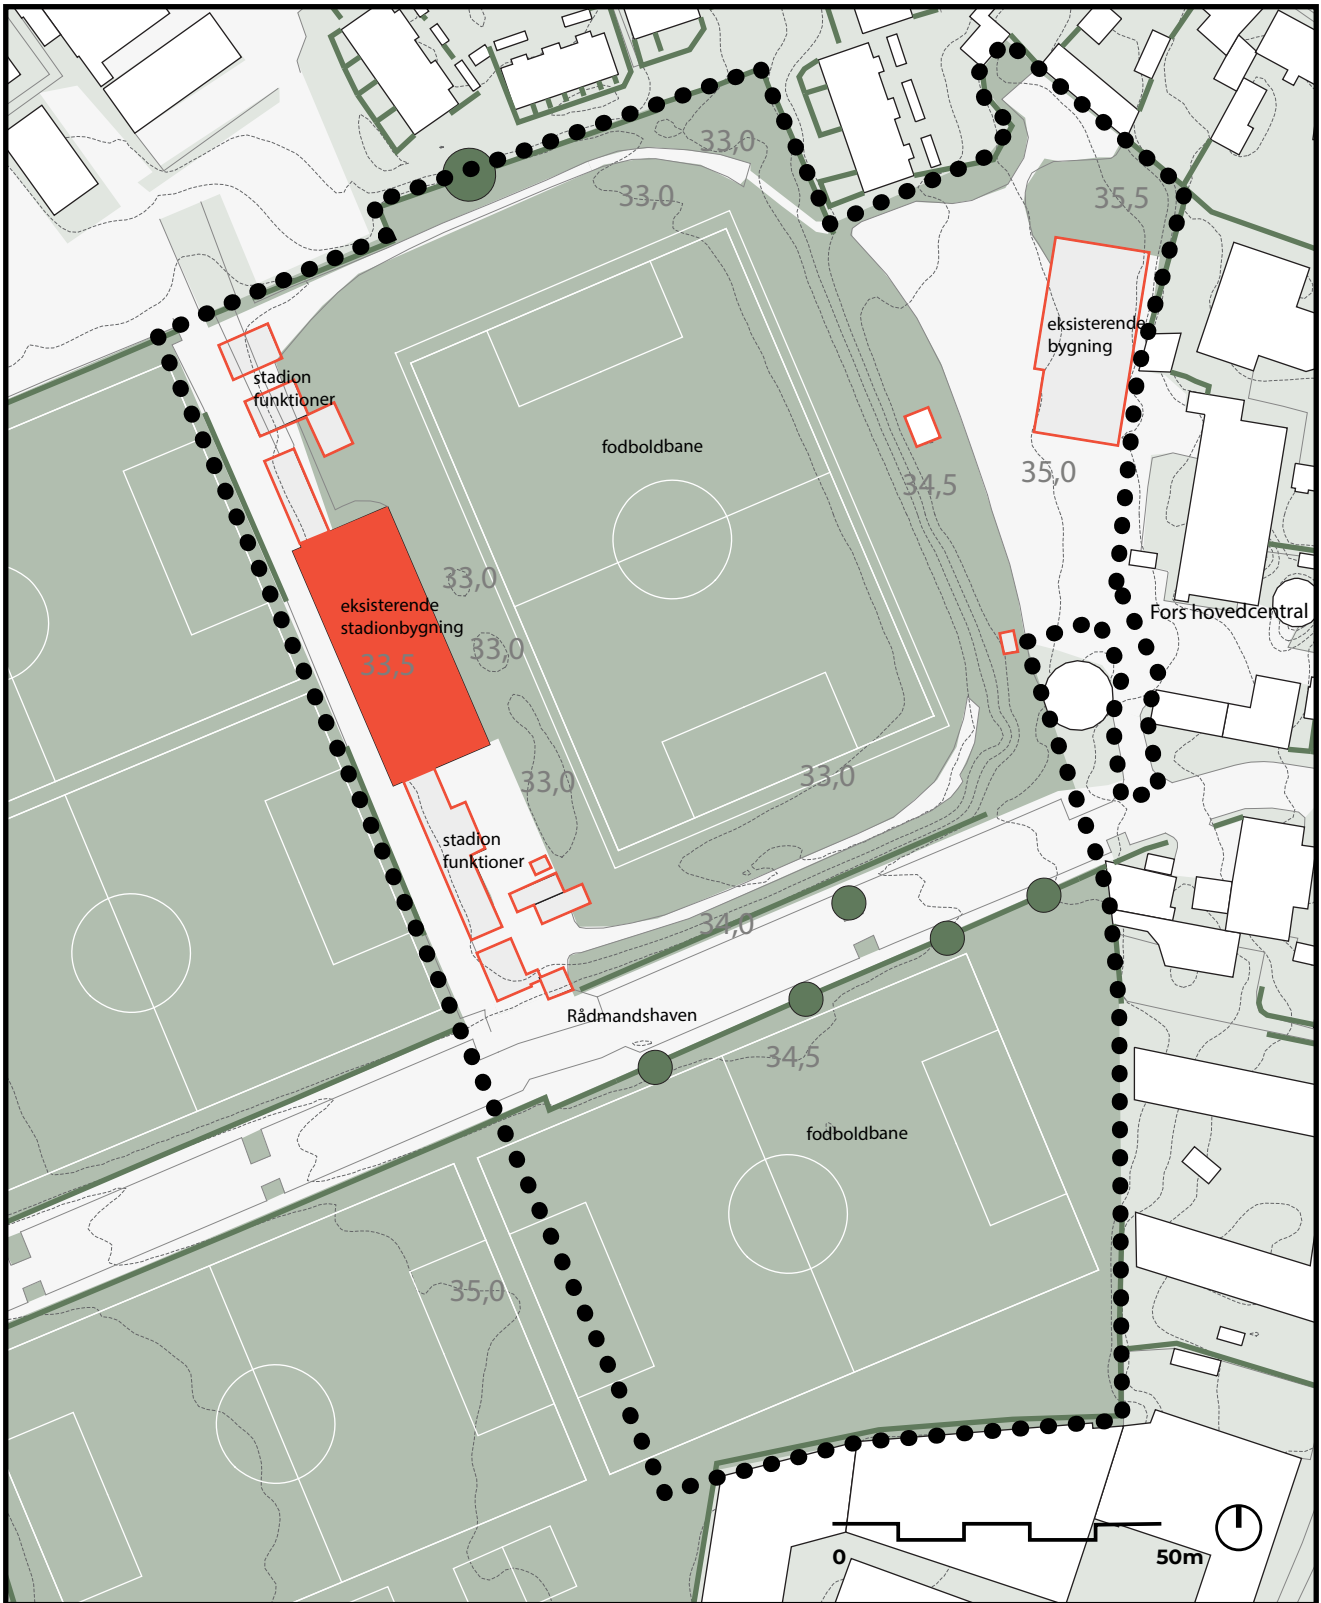 33,0
33,0
35,5
eksisterende
bygning
stadion
funktioner
fodboldbane
34,5
35,0
33,0
eksisterende
stadionbygning
33,0
33,5
Fors hovedcentral
33,0
33,0
stadion
funktioner
34,0
Rådmandshaven
34,5
fodboldbane
35,0
0
50m